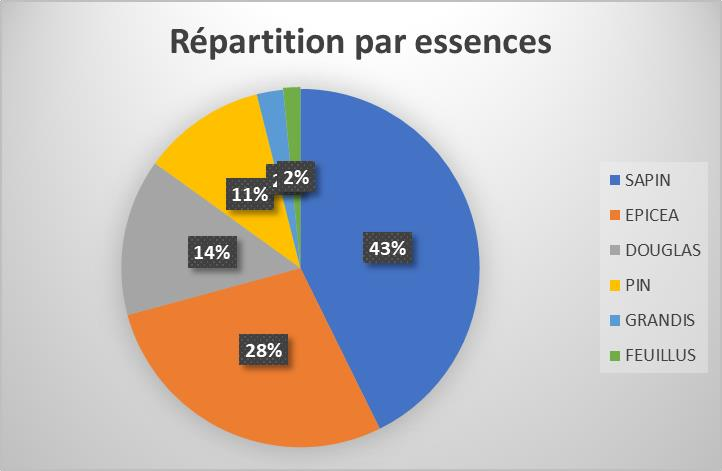 Répartition par essences
43%
28%
14%
11%
2%
SAPIN
EPICEA
DOUGLAS
PIN
GRANDIS
FEUILLUS